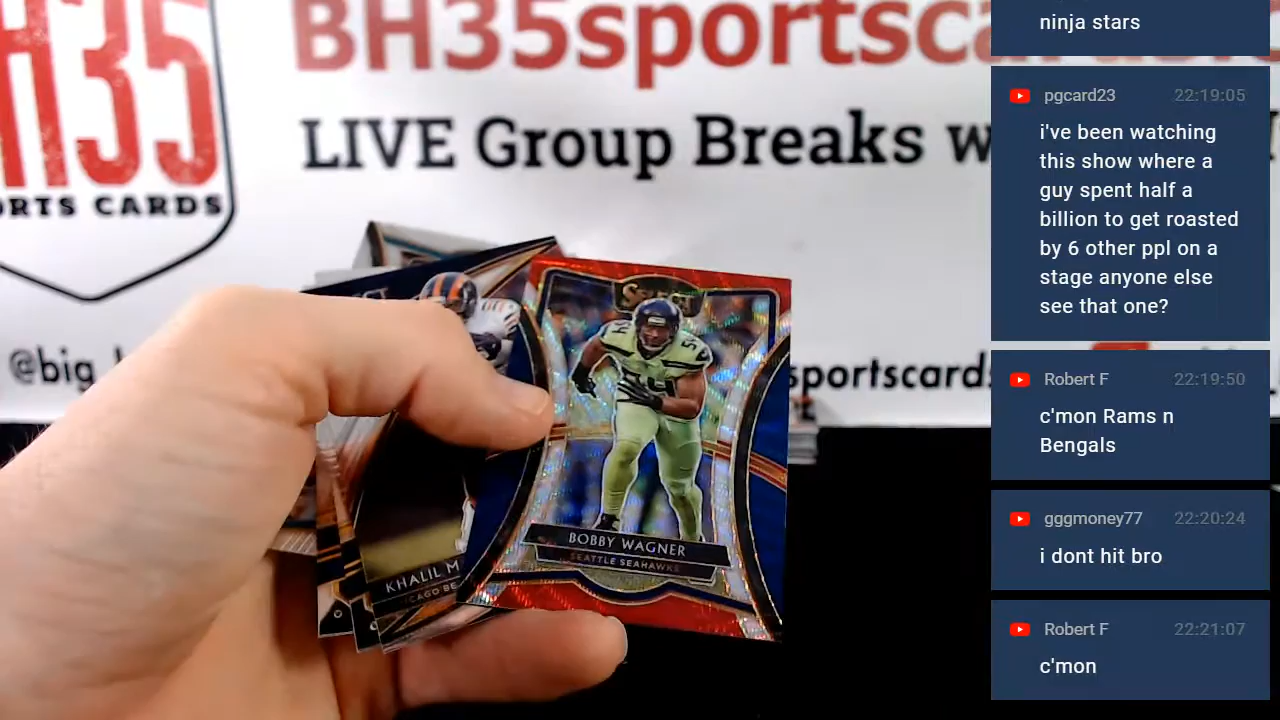 H35
ORTS CARDS
BH35sportsca
LIVE Group Breaks w
@big_
sportscards
SELECT
54
BOBBY WAGNER
SEATTLE SEAHAWKS
KHALIL M
CAGO BE
ninja stars
pgcard23 22:19:05
i've been watching
this show where a
guy spent half a
billion to get roasted
by 6 other ppl on a
stage anyone else
see that one?
Robert F 22:19:50
c'mon Rams n
Bengals
gggmoney77 22:20:24
i dont hit bro
Robert F 22:21:07
c'mon